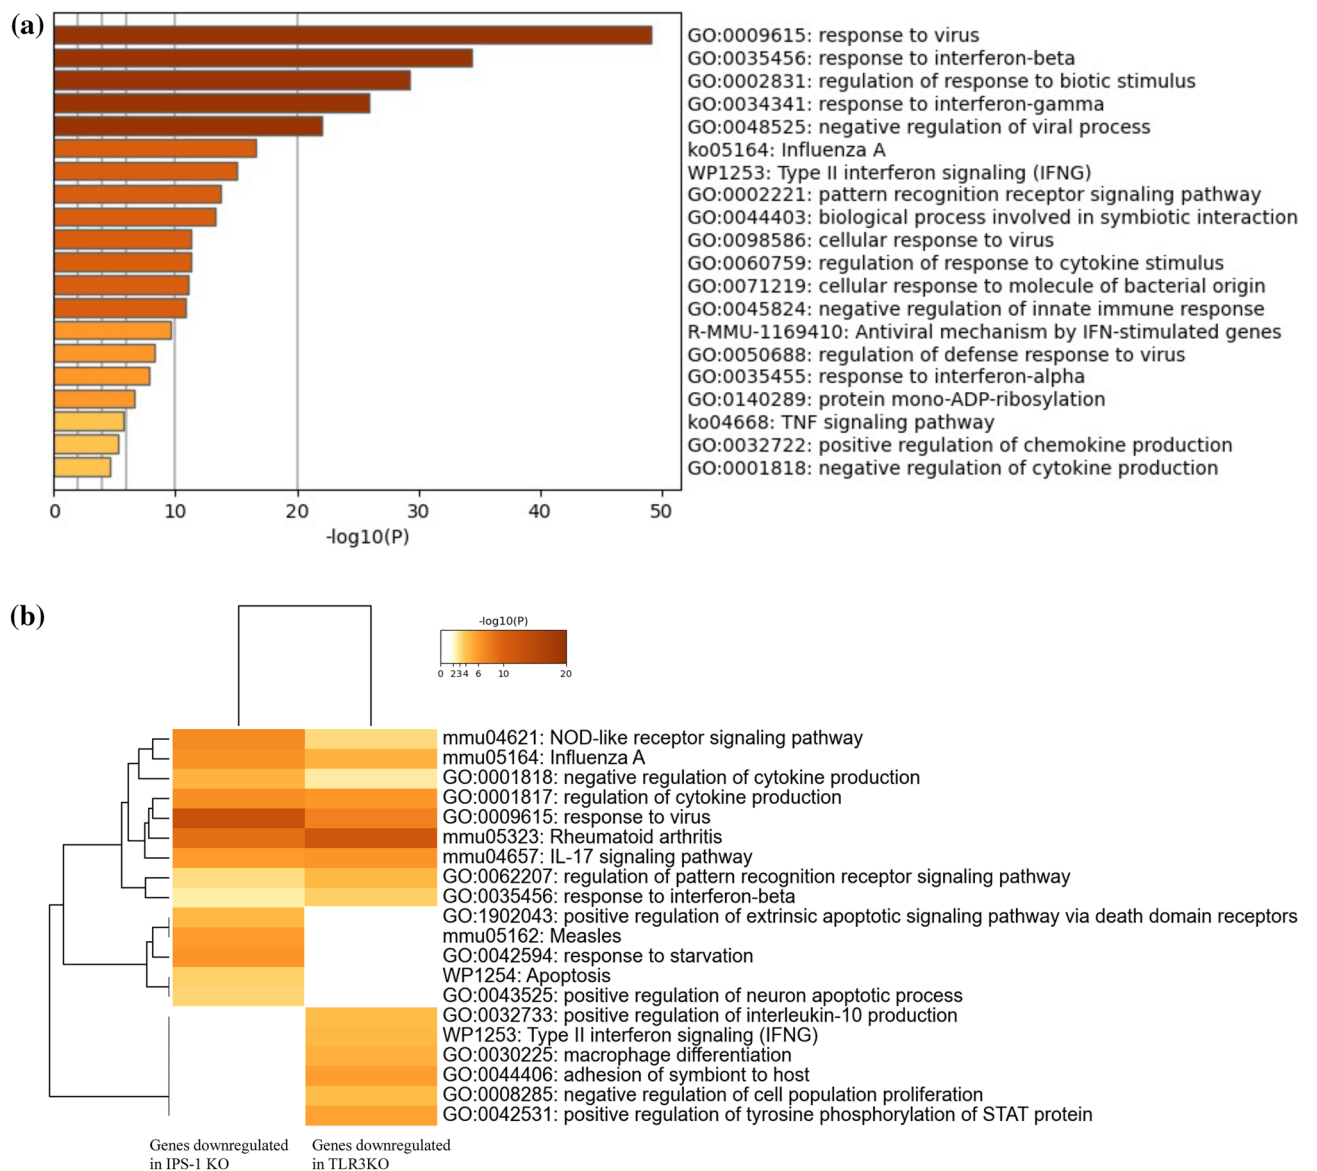 (a)
GO:0009615: response to virus
GO:0035456: response to interferon-beta
GO:0002831: regulation of response to biotic stimulus
GO:0034341: response to interferon-gamma
GO:0048525: negative regulation of viral process
ko05164: Influenza A
WP1253: Type II interferon signaling (IFNG)
GO:0002221: pattern recognition receptor signaling pathway
GO:0044403: biological process involved in symbiotic interaction
GO:0098586: cellular response to virus
GO:0060759: regulation of response to cytokine stimulus
GO:0071219: cellular response to molecule of bacterial origin
GO:0045824: negative regulation of innate immune response
R-MMU-1169410: Antiviral mechanism by IFN-stimulated genes
GO:0050688: regulation of defense response to virus
GO:0035455: response to interferon-alpha
GO:0140289: protein mono-ADP-ribosylation
ko04668: TNF signaling pathway
GO:0032722: positive regulation of chemokine production
GO:0001818: negative regulation of cytokine production
0 10 20 30 40 50
-log10(P)
(b)
-log10(P)
0 2 3 4 6 10 20
mmu04621: NOD-like receptor signaling pathway
mmu05164: Influenza A
GO:0001818: negative regulation of cytokine production
GO:0001817: regulation of cytokine production
GO:0009615: response to virus
mmu05323: Rheumatoid arthritis
mmu04657: IL-17 signaling pathway
GO:0062207: regulation of pattern recognition receptor signaling pathway
GO:0035456: response to interferon-beta
GO:1902043: positive regulation of extrinsic apoptotic signaling pathway via death domain receptors
mmu05162: Measles
GO:0042594: response to starvation
WP1254: Apoptosis
GO:0043525: positive regulation of neuron apoptotic process
GO:0032733: positive regulation of interleukin-10 production
WP1253: Type II interferon signaling (IFNG)
GO:0030225: macrophage differentiation
GO:0044406: adhesion of symbiont to host
GO:0008285: negative regulation of cell population proliferation
GO:0042531: positive regulation of tyrosine phosphorylation of STAT protein
Genes downregulated
in IPS-1 KO
Genes downregulated
in TLR3KO